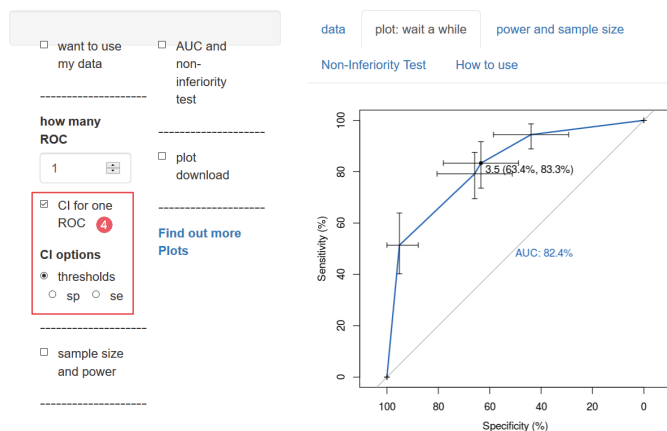 want to use
my data
---------------------
how many
ROC
1
CI for one
ROC 4
CI options
thresholds
sp se
---------------------
sample size
and power
---------------------
AUC and
non-
inferiority
test
---------------------
plot
download
---------------------
Find out more
Plots
data plot: wait a while power and sample size
Non-Inferiority Test How to use
Sensitivity (%)
100
80
60
40
20
0
3.5 (63.4%, 83.3%)
AUC: 82.4%
100 80 60 40 20 0
Specificity (%)